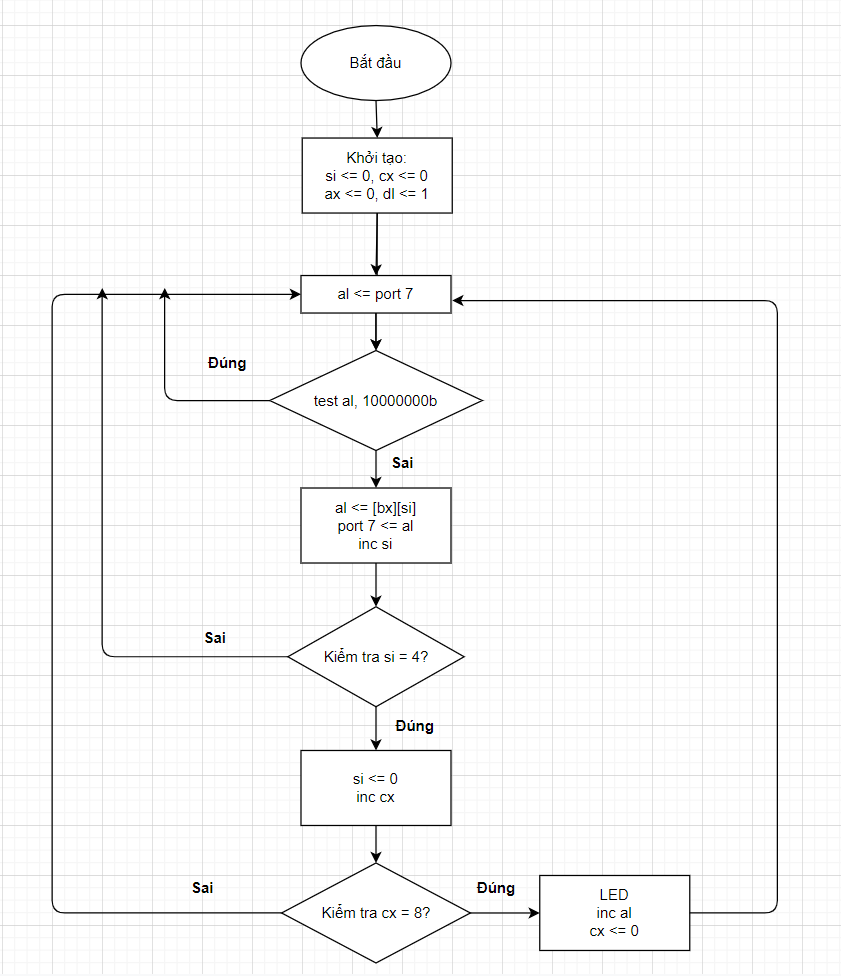 Bắt đầu
Khởi tạo:
si <= 0, cx <= 0
ax <= 0, dl <= 1
al <= port 7
Đúng
test al, 10000000b
Sai
al <= [bx][si]
port 7 <= al
inc si
Sai
Kiểm tra si = 4?
Đúng
si <= 0
inc cx
Sai
Kiểm tra cx = 8?
Đúng
LED
inc al
cx <= 0